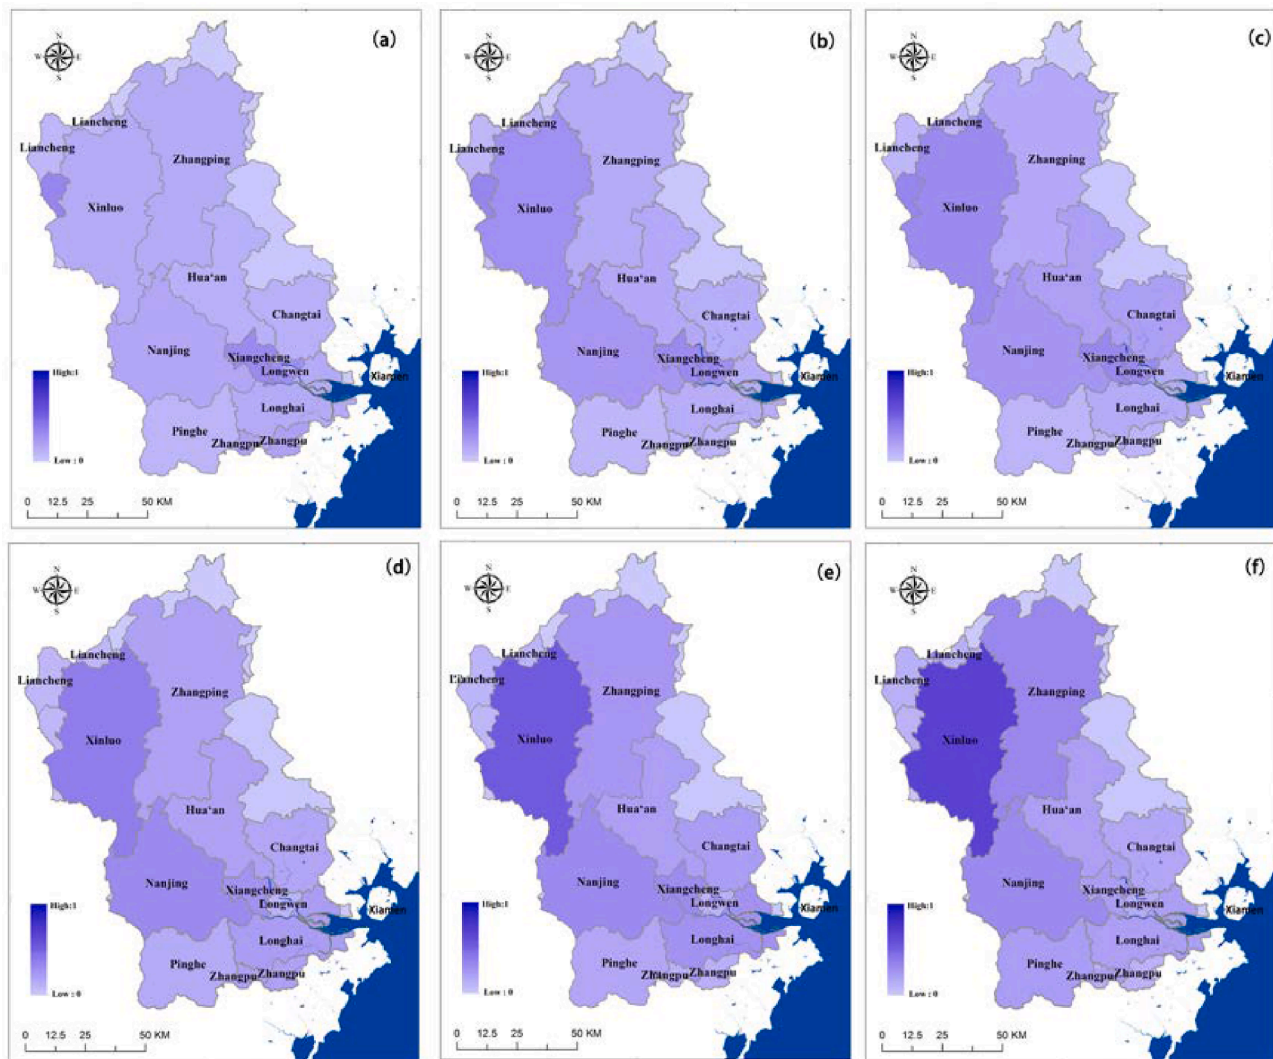 (a)
N
W E
S
Liancheng
Liancheng
Zhangping
Xinluo
Hua'an
Changtai
Nanjing
Xiangcheng
Longwen
Xiamen
Longhai
Pinghe
Zhangpu
Zhangpu
High:1
Low : 0
0 12.5 25 50 KM
(b)
N
W E
S
Liancheng
Liancheng
Zhangping
Xinluo
Hua'an
Changtai
Nanjing
Xiangcheng
Longwen
Xiamen
Longhai
Pinghe
Zhangpu
Zhangpu
High:1
Low : 0
0 12.5 25 50 KM
(c)
N
W E
S
Liancheng
Liancheng
Zhangping
Xinluo
Hua'an
Changtai
Nanjing
Xiangcheng
Longwen
Xiamen
Longhai
Pinghe
Zhangpu
Zhangpu
High:1
Low : 0
0 12.5 25 50 KM
(d)
N
W E
S
Liancheng
Liancheng
Zhangping
Xinluo
Hua'an
Changtai
Nanjing
Xiangcheng
Longwen
Xiamen
Longhai
Pinghe
Zhangpu
Zhangpu
High:1
Low : 0
0 12.5 25 50 KM
(e)
N
W E
S
Liancheng
Liancheng
Zhangping
Xinluo
Hua'an
Changtai
Nanjing
Xiangcheng
Longwen
Xiamen
Longhai
Pinghe
Zhangpu
Zhangpu
High:1
Low : 0
0 12.5 25 50 KM
(f)
N
W E
S
Liancheng
Liancheng
Zhangping
Xinluo
Hua'an
Changtai
Nanjing
Xiangcheng
Longwen
Xiamen
Longhai
Pinghe
Zhangpu
Zhangpu
High:1
Low : 0
0 12.5 25 50 KM